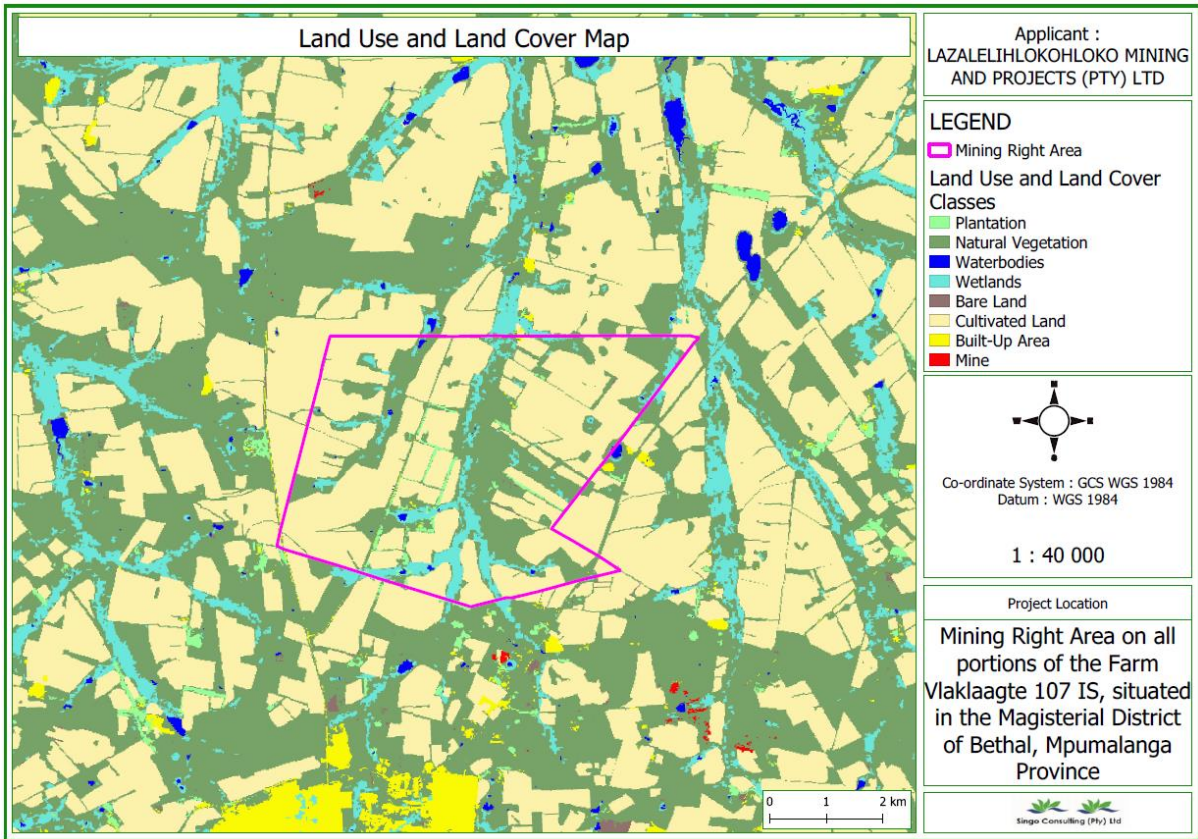 Land Use and Land Cover Map
Applicant :
LAZALELIHLOKOHLOKO MINING
AND PROJECTS (PTY) LTD
LEGEND
Mining Right Area
Land Use and Land Cover
Classes
Plantation
Natural Vegetation
Waterbodies
Wetlands
Bare Land
Cultivated Land
Built-Up Area
Mine
Co-ordinate System : GCS WGS 1984
Datum : WGS 1984
1 : 40 000
Project Location
Mining Right Area on all
portions of the Farm
Vlaklaagte 107 IS, situated
in the Magisterial District
of Bethal, Mpumalanga
Province
0 1 2 km
Singo Consulting (Pty) Ltd